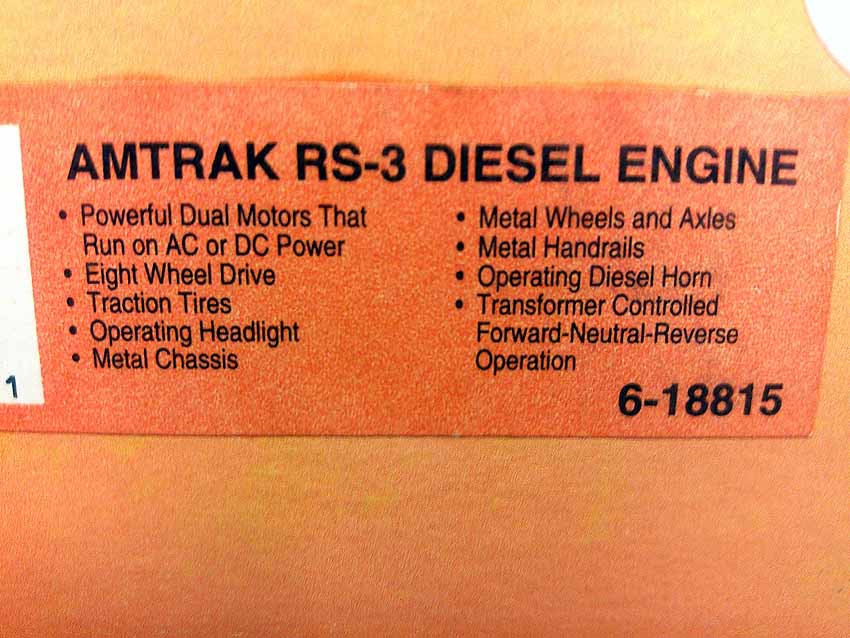 AMTRAK RS-3 DIESEL ENGINE
• Powerful Dual Motors That
Run on AC or DC Power
• Eight Wheel Drive
• Traction Tires
• Operating Headlight
• Metal Chassis
• Metal Wheels and Axles
• Metal Handrails
• Operating Diesel Horn
• Transformer Controlled
Forward-Neutral-Reverse
Operation
6-18815
1